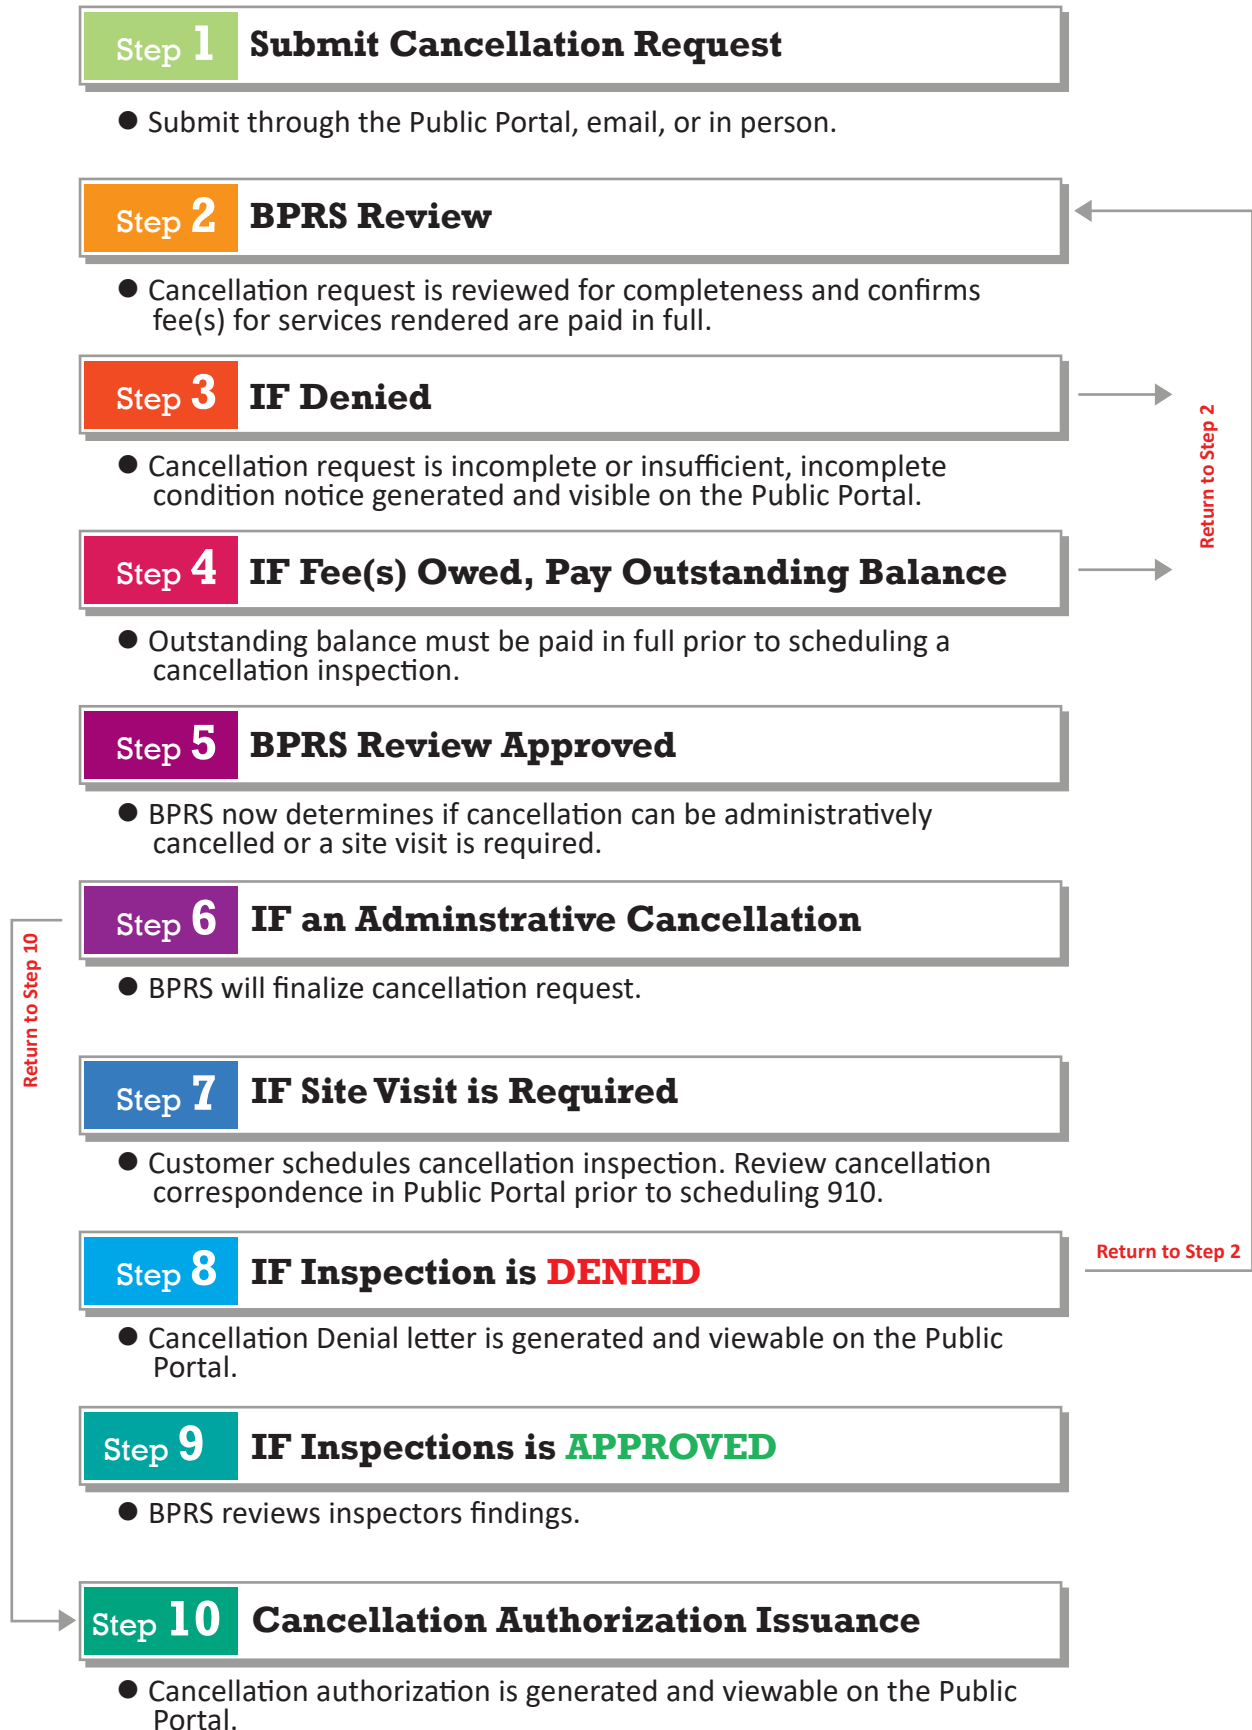 Step 1 Submit Cancellation Request
● Submit through the Public Portal, email, or in person.
Step 2 BPRS Review
● Cancellation request is reviewed for completeness and confirms
fee(s) for services rendered are paid in full.
Step 3 IF Denied
● Cancellation request is incomplete or insufficient, incomplete
condition notice generated and visible on the Public Portal.
Return to Step 2
Step 4 IF Fee(s) Owed, Pay Outstanding Balance
● Outstanding balance must be paid in full prior to scheduling a
cancellation inspection.
Step 5 BPRS Review Approved
● BPRS now determines if cancellation can be administratively
cancelled or a site visit is required.
Step 6 IF an Adminstrative Cancellation
● BPRS will finalize cancellation request.
Return to Step 10
Step 7 IF Site Visit is Required
● Customer schedules cancellation inspection. Review cancellation
correspondence in Public Portal prior to scheduling 910.
Step 8 IF Inspection is DENIED
Return to Step 2
● Cancellation Denial letter is generated and viewable on the Public
Portal.
Step 9 IF Inspections is APPROVED
● BPRS reviews inspectors findings.
Step 10 Cancellation Authorization Issuance
● Cancellation authorization is generated and viewable on the Public
Portal.